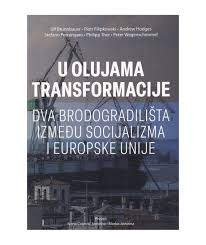 Ulf Brunnbauer • Piotr Filipkowski • Andrew Hodges
Stefano Petrungaro • Philipp Ther • Peter Wegenschimmel
U OLUJAMA
TRANSFORMACIJE
DVA BRODOGRADILIŠTA
IZMEĐU SOCIJALIZMA
I EUROPSKE UNIJE